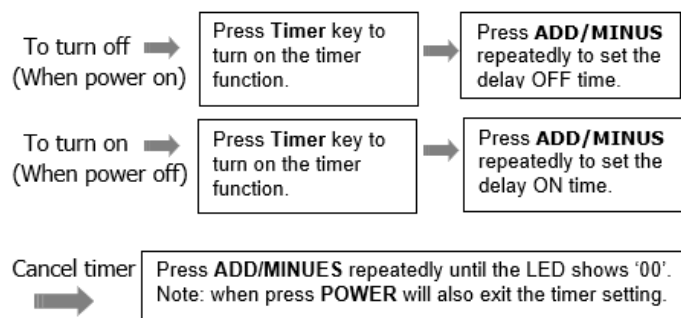 To turn off
(When power on)
Press Timer key to
turn on the timer
function.
Press ADD/MINUS
repeatedly to set the
delay OFF time.
To turn on
(When power off)
Press Timer key to
turn on the timer
function.
Press ADD/MINUS
repeatedly to set the
delay ON time.
Cancel timer
Press ADD/MINUES repeatedly until the LED shows ‘00’.
Note: when press POWER will also exit the timer setting.